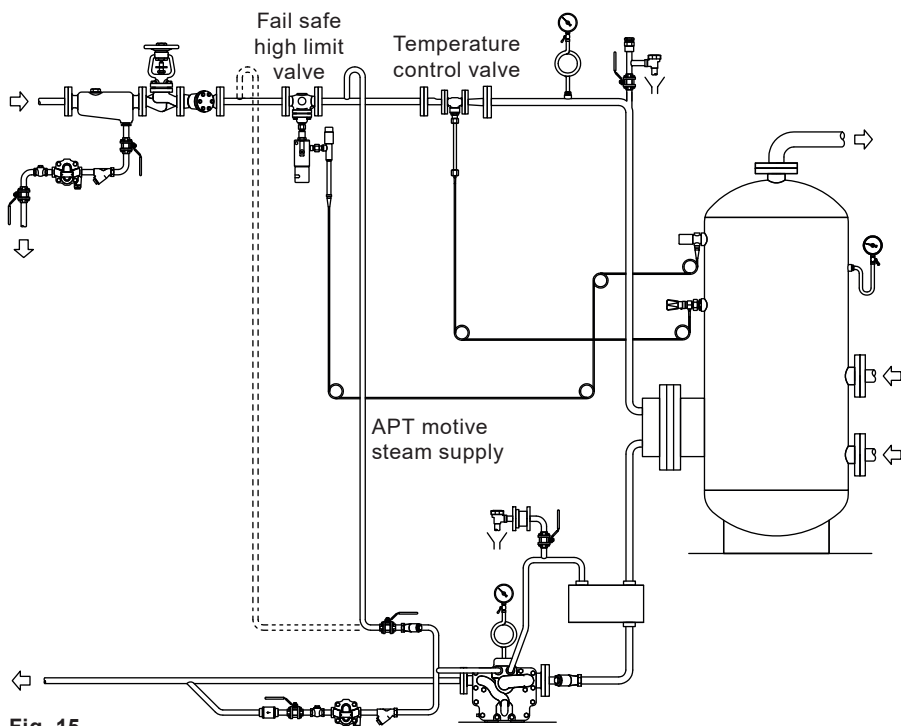 Fail safe
high limit
valve
Temperature
control valve
APT motive
steam supply
Fig. 15